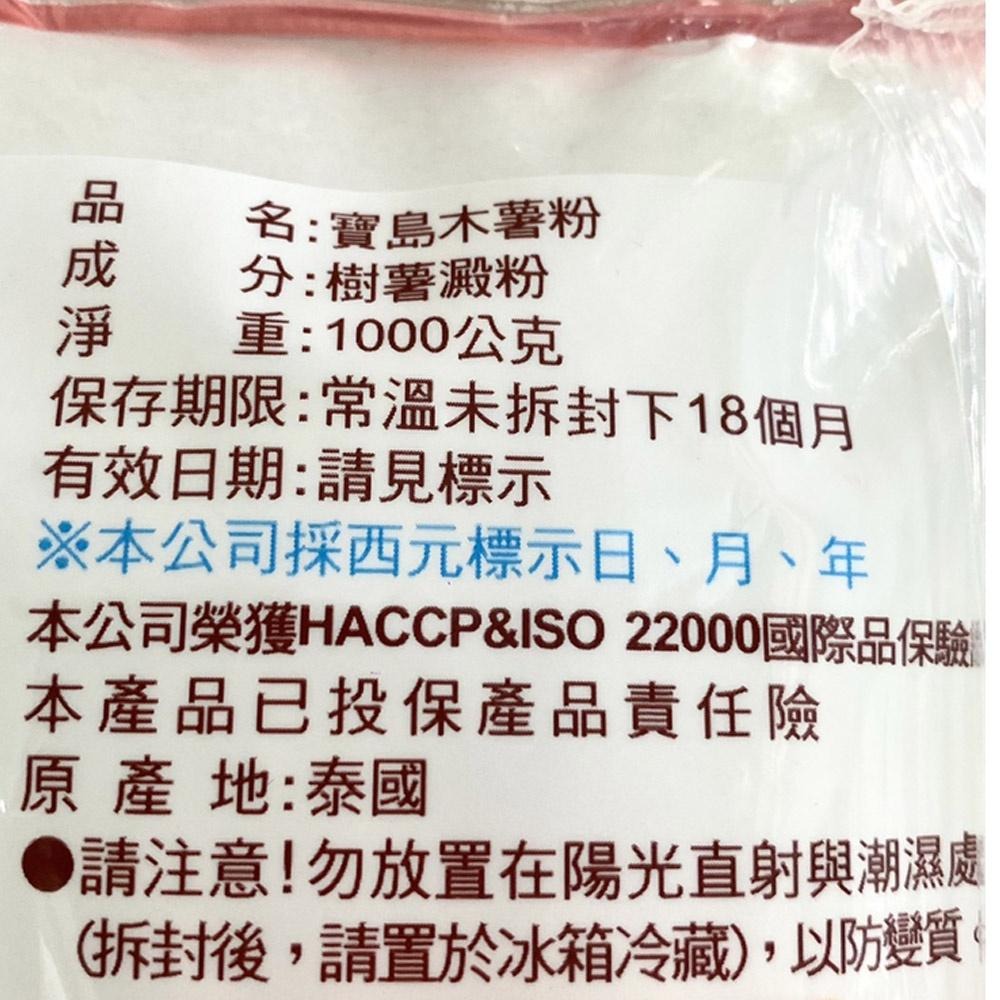 品名:寶島木薯粉
成分:樹薯澱粉
淨重:1000公克
保存期限:常溫未拆封下18個月
有效日期:請見標示
※本公司採西元標示日、月、年
本公司榮獲HACCP&ISO 22000國際品保驗
本產品已投保產品責任險
原產地:泰國
●請注意!勿放置在陽光直射與潮濕處
(拆封後，請置於冰箱冷藏)，以防變質